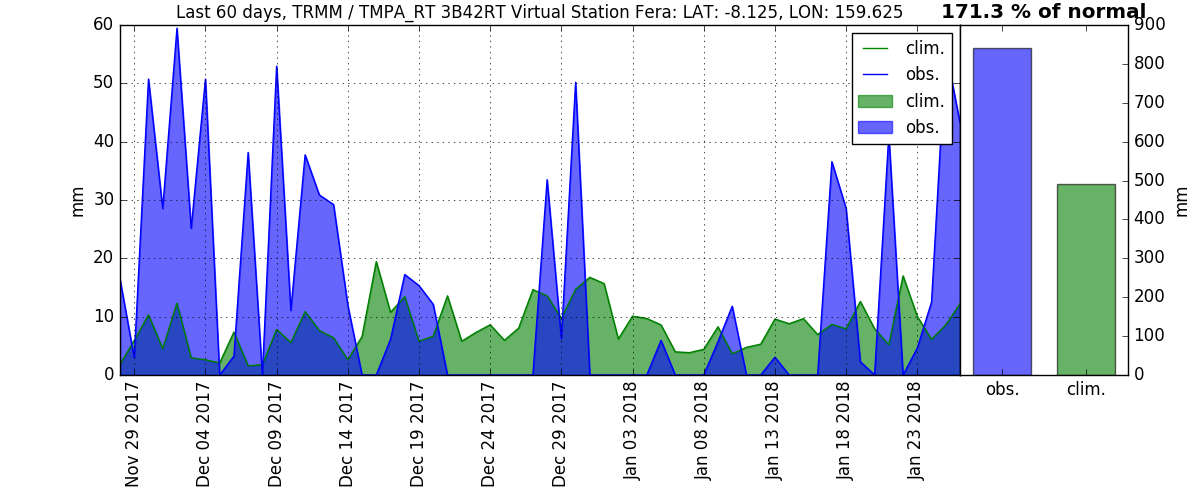 Last 60 days, TRMM / TMPA_RT 3B42RT Virtual Station Fera: LAT: -8.125, LON: 159.625
171.3 % of normal
clim.
obs.
clim.
obs.
60
50
40
30
20
10
0
mm
Nov 29 2017
Dec 04 2017
Dec 09 2017
Dec 14 2017
Dec 19 2017
Dec 24 2017
Dec 29 2017
Jan 03 2018
Jan 08 2018
Jan 13 2018
Jan 18 2018
Jan 23 2018
900
800
700
600
500
400
300
200
100
0
mm
obs.
clim.